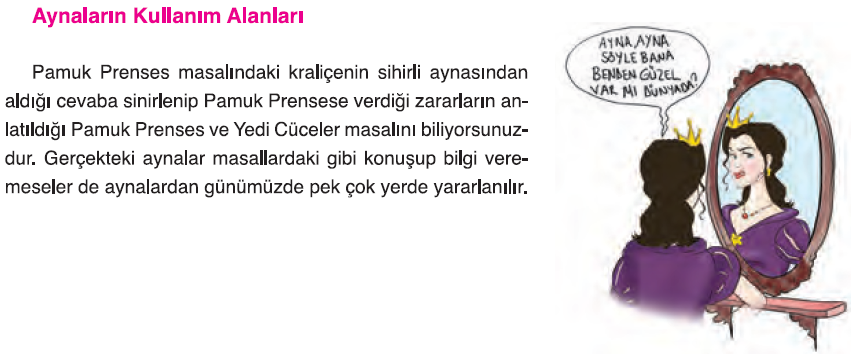 Aynaların Kullanım Alanları
Pamuk Prenses masalındaki kraliçenin sihirli aynasından
aldığı cevaba sinirlenip Pamuk Prensese verdiği zararların an-
latıldığı Pamuk Prenses ve Yedi Cüceler masalını biliyorsunuz-
dur. Gerçekteki aynalar masallardaki gibi konuşup bilgi vere-
meseler de aynalardan günümüzde pek çok yerde yararlanılır.
AYNA, AYNA
SÖYLE BANA
BENDEN GÜZEL
VAR MI DÜNYADA?